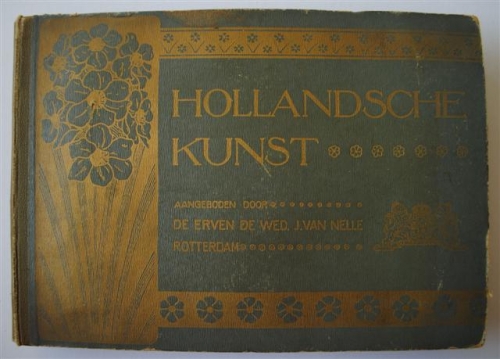 HOLLANDSCHE
KUNST
AANGEBODEN DOOR
DE ERVEN DE WED. J. VAN NELLE
ROTTERDAM